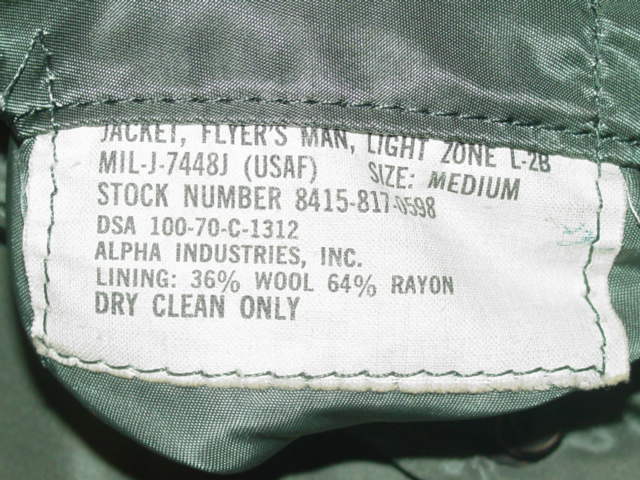 JACKET, FLYER'S MAN, LIGHT ZONE L-2B
MIL-J-7448J (USAF) SIZE: MEDIUM
STOCK NUMBER 8415-817-0598
DSA 100-70-C-1312
ALPHA INDUSTRIES, INC.
LINING: 36% WOOL 64% RAYON
DRY CLEAN ONLY